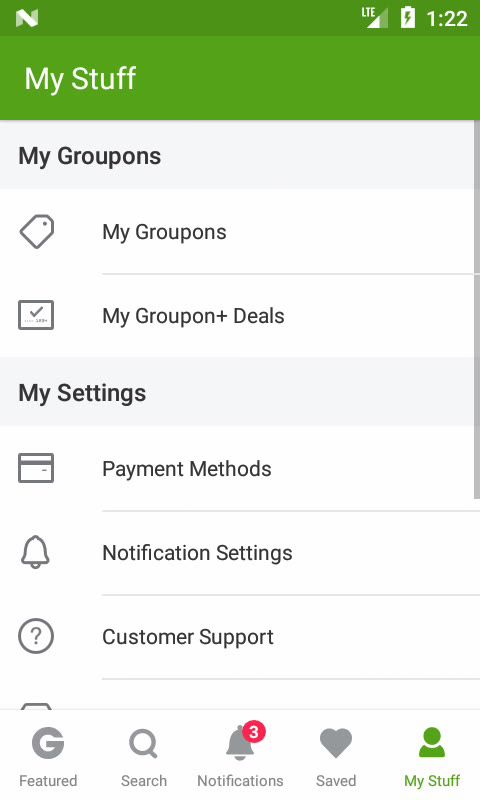 LTE 1:22
My Stuff
My Groupons
My Groupons
My Groupon+ Deals
My Settings
Payment Methods
Notification Settings
?
Customer Support
3
G
Featured
Search
Notifications
Saved
My Stuff